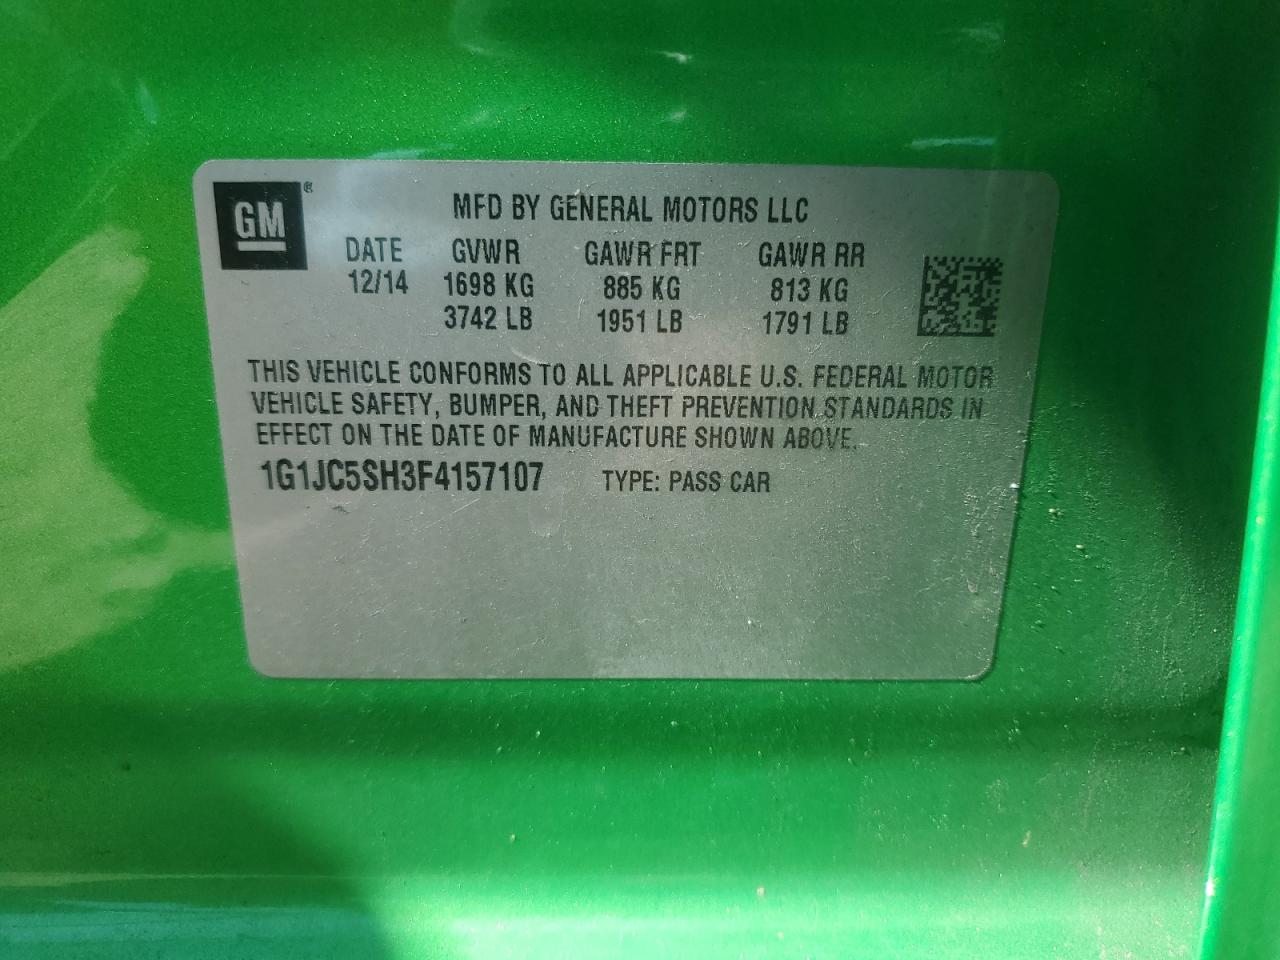 GM ®
MFD BY GENERAL MOTORS LLC
DATE GVWR GAWR FRT GAWR RR
12/14 1698 KG 885 KG 813 KG
3742 LB 1951 LB 1791 LB
THIS VEHICLE CONFORMS TO ALL APPLICABLE U.S. FEDERAL MOTOR
VEHICLE SAFETY, BUMPER, AND THEFT PREVENTION STANDARDS IN
EFFECT ON THE DATE OF MANUFACTURE SHOWN ABOVE.
1G1JC5SH3F4157107 TYPE: PASS CAR